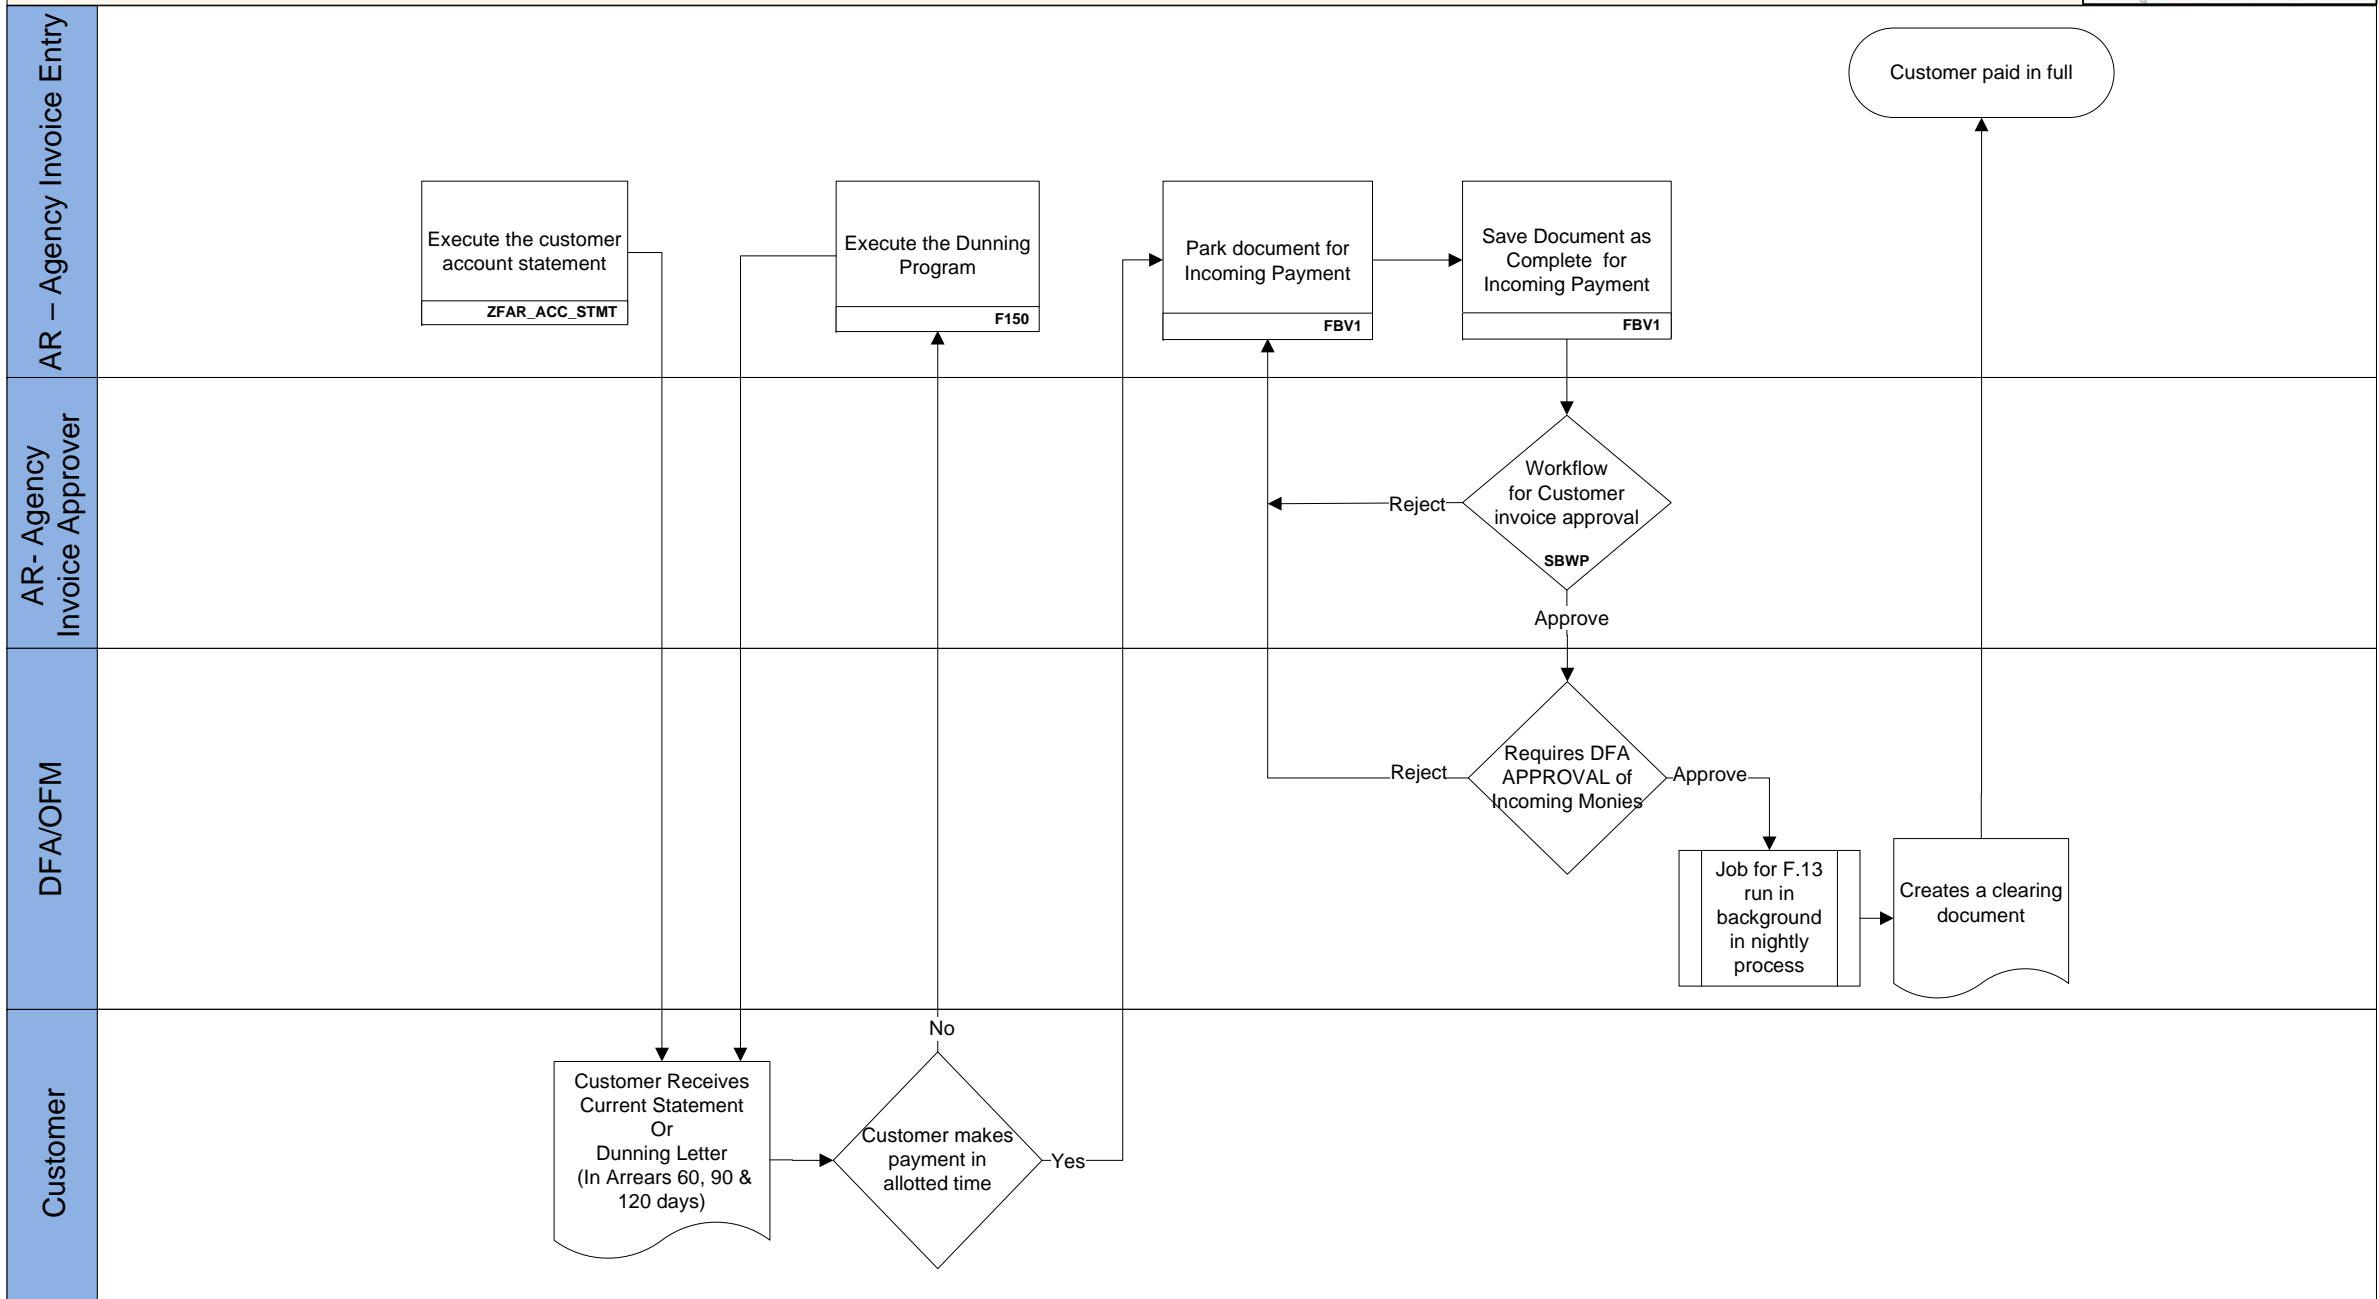 AR – Agency Invoice Entry
Customer paid in full
Execute the customer
account statement
ZFAR_ACC_STMT
Execute the Dunning
Program
F150
Park document for
Incoming Payment
FBV1
Save Document as
Complete for
Incoming Payment
FBV1
AR- Agency
Invoice Approver
Workflow
for Customer
invoice approval
SBWP
Reject
Approve
DFA/OFM
Requires DFA
APPROVAL of
Incoming Monies
Reject
Approve
Job for F.13
run in
background
in nightly
process
Creates a clearing
document
Customer
No
Customer Receives
Current Statement
Or
Dunning Letter
(In Arrears 60, 90 &
120 days)
Customer makes
payment in
allotted time
Yes